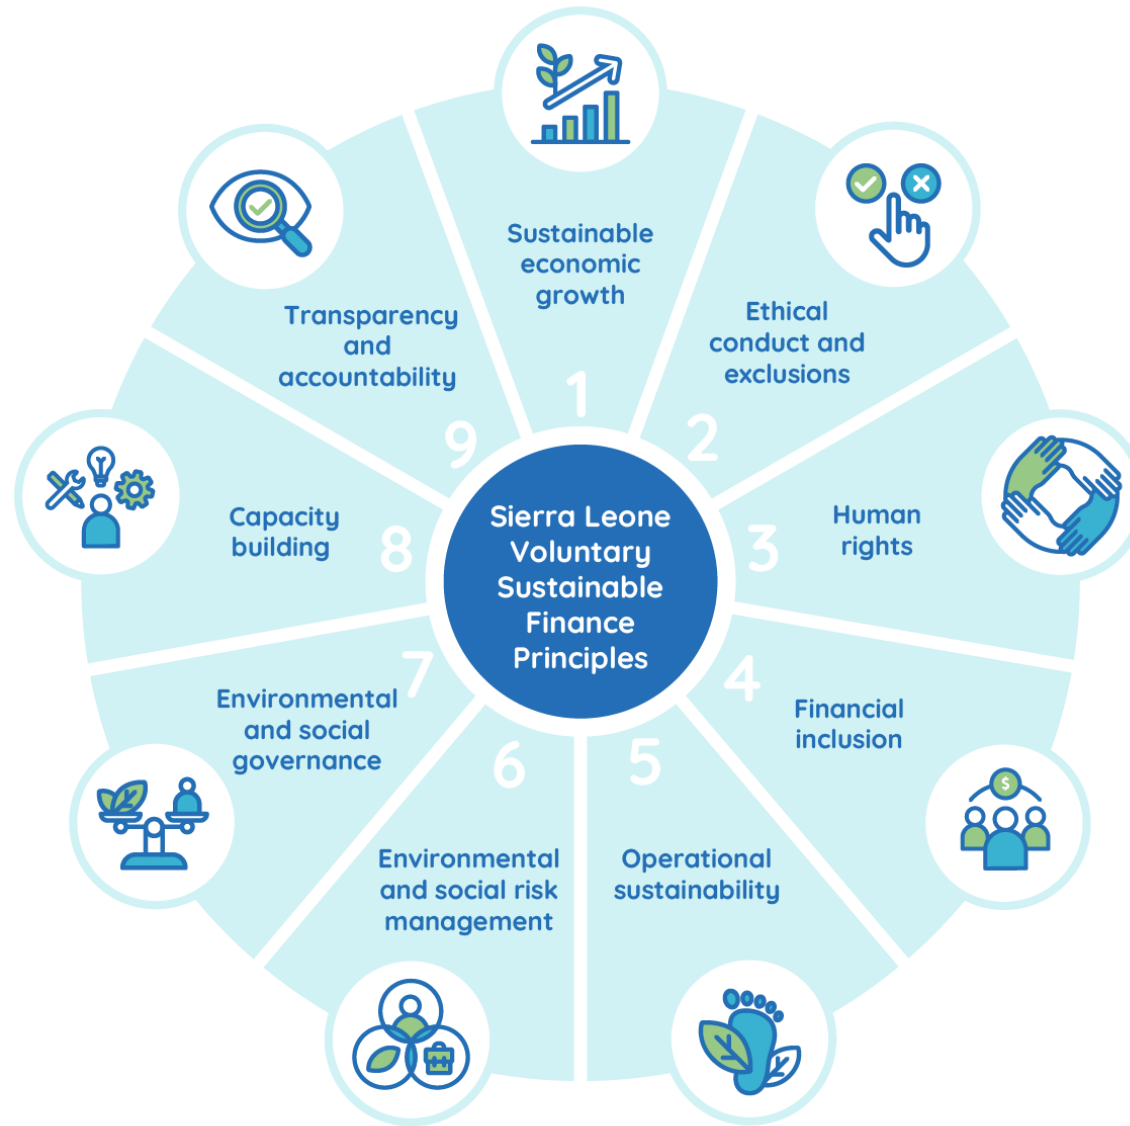 Sierra Leone
Voluntary
Sustainable
Finance
Principles
1
Sustainable
economic
growth
2
Ethical
conduct and
exclusions
3
Human
rights
4
Financial
inclusion
$
5
Operational
sustainability
6
Environmental
and social risk
management
7
Environmental
and social
governance
8
Capacity
building
9
Transparency
and
accountability